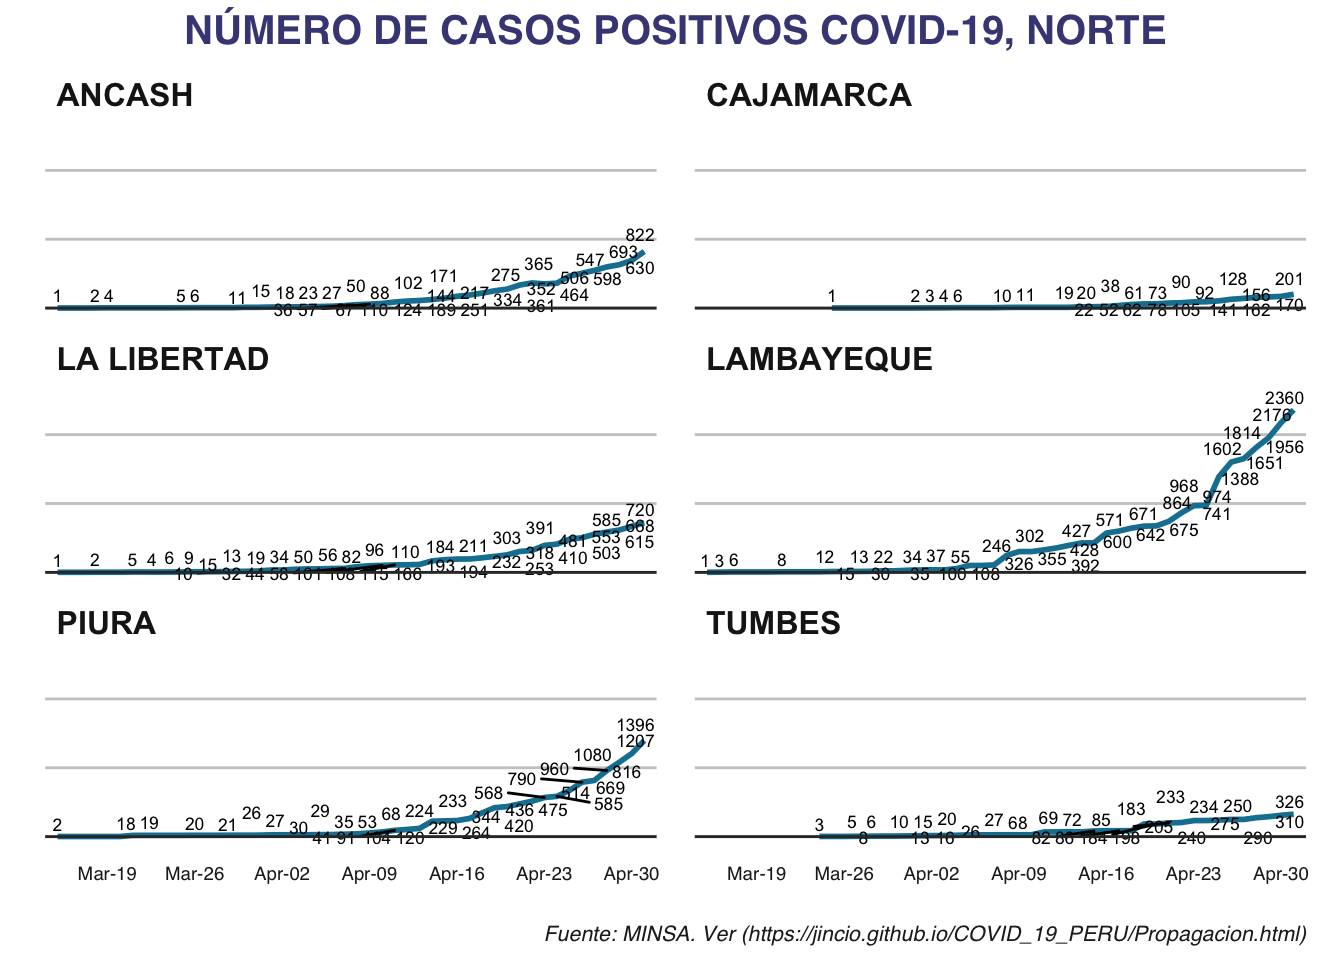 NÚMERO DE CASOS POSITIVOS COVID-19, NORTE
ANCASH
1 2 4 5 6 11 15 18 23 27 50 88 102 171 275 365 547 693 822
36 57 67 110 124 144 189 217 251 334 352 361 464 506 598 630
CAJAMARCA
1 2 3 4 6 10 11 19 20 38 61 73 90 92 128 156 201
22 52 62 78 105 141 162 170
LA LIBERTAD
1 2 5 4 6 9 15 13 19 34 50 56 82 96 110 184 211 303 391 585 720
10 32 44 58 101 108 115 166 193 194 232 318 253 481 410 553 503 668 615
LAMBAYEQUE
1 3 6 8 12 13 22 34 37 55 246 302 427 571 671 864 968 974 1602 1814 2176 2360
15 30 35 100 108 326 355 428 392 600 642 675 741 1388 1651 1956
PIURA
2 18 19 20 21 26 27 30 29 35 53 68 224 233 568 790 960 1080 1207 1396
41 91 104 120 229 264 344 436 420 475 514 585 669 816
TUMBES
3 5 6 10 15 20 26 27 68 69 72 85 183 233 234 250 326
8 13 16 82 86 184 198 205 240 275 290 310
Mar-19 Mar-26 Apr-02 Apr-09 Apr-16 Apr-23 Apr-30
Mar-19 Mar-26 Apr-02 Apr-09 Apr-16 Apr-23 Apr-30
Fuente: MINSA. Ver (https://jincio.github.io/COVID_19_PERU/Propagacion.html)